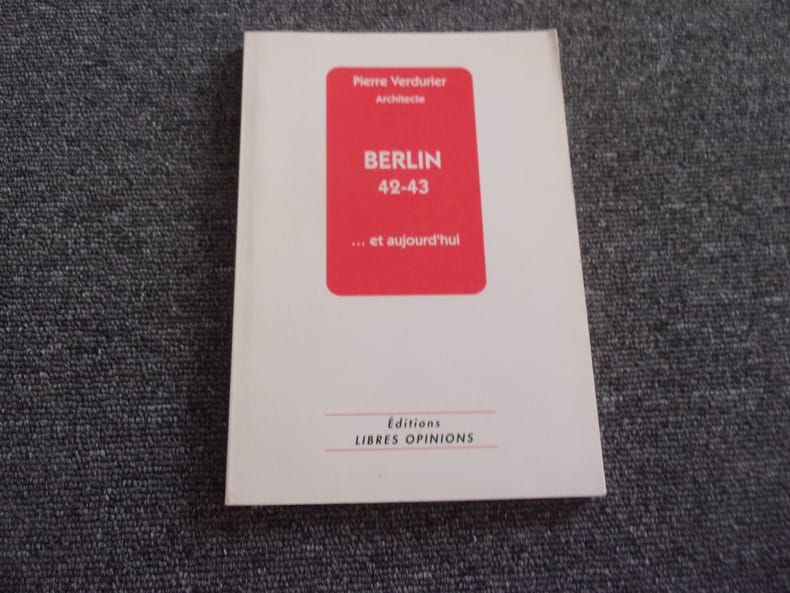 Pierre Verdurier
Architecte
BERLIN
42-43
... et aujourd'hui
Éditions
LIBRES OPINIONS